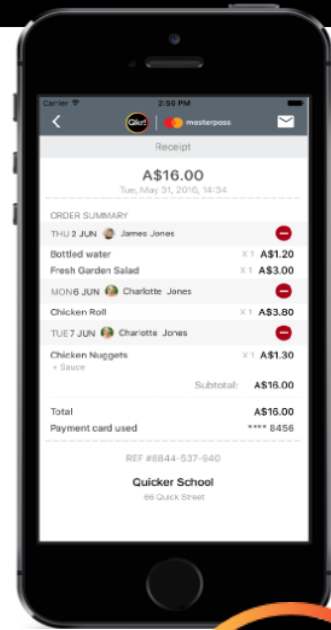 Carrier 2:50 PM
Qkr! masterpass
Receipt
A$16.00
Tue, May 31, 2016, 14:34
ORDER SUMMARY
THU 2 JUN James Jones
Bottled water x 1 A$1.20
Fresh Garden Salad x 1 A$3.00
MON 6 JUN Charlotte Jones
Chicken Roll x 1 A$3.80
TUE 7 JUN Charlotte Jones
Chicken Nuggets x 1 A$1.30
+ Sauce
Subtotal: A$16.00
Total A$16.00
Payment card used **** 8456
REF #8844-537-940
Quicker School
66 Quick Street